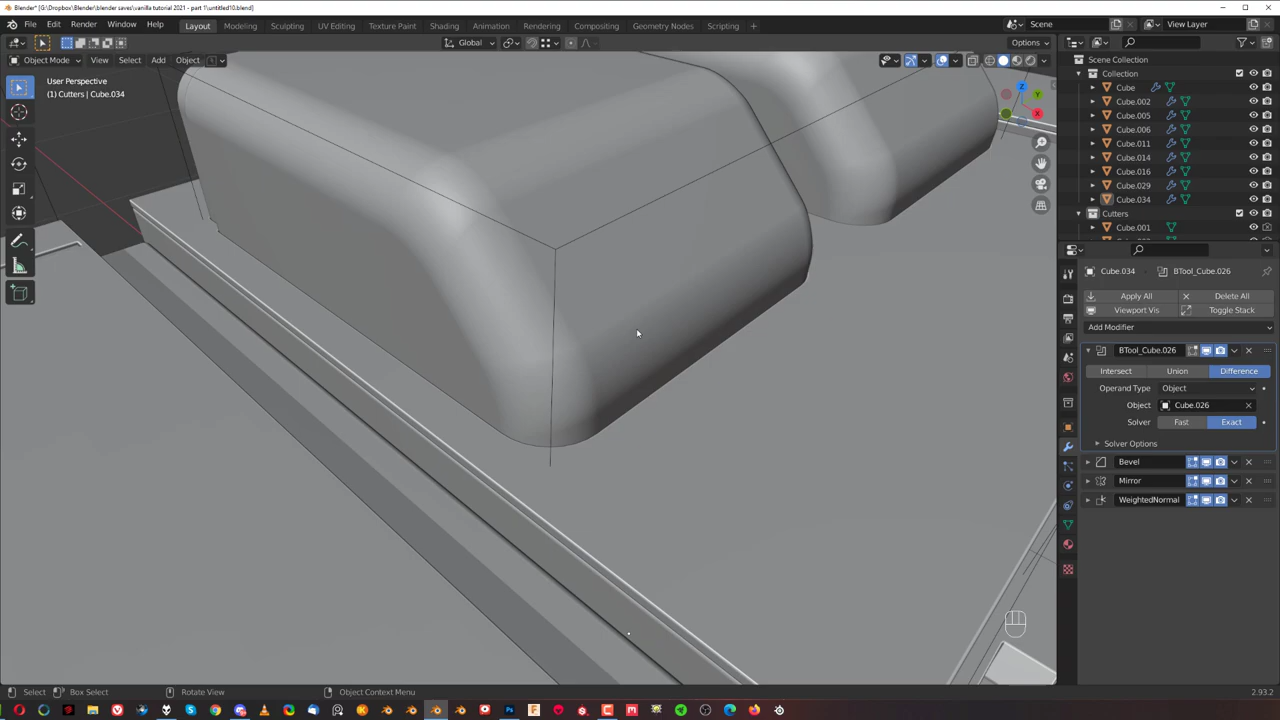 Blender* [G:\Dropbox\Blender\blender saves\vanilla tutorial 2021 - part 1\untitled10.blend]
File Edit Render Window Help
Layout Modeling Sculpting UV Editing Texture Paint Shading Animation Rendering Compositing Geometry Nodes Scripting +
Scene View Layer
Global Options
Object Mode View Select Add Object
User Perspective
(1) Cutters | Cube.034
Z
Y
X
Scene Collection
Collection
Cube
Cube.002
Cube.005
Cube.006
Cube.011
Cube.014
Cube.016
Cube.029
Cube.034
Cutters
Cube.001
Cube.034 BTool_Cube.026
Apply All Delete All
Viewport Vis Toggle Stack
Add Modifier
BTool_Cube.026
Intersect Union Difference
Operand Type Object
Object Cube.026
Solver Fast Exact
Solver Options
Bevel
Mirror
WeightedNormal
Select Box Select Rotate View Object Context Menu 2.93.2